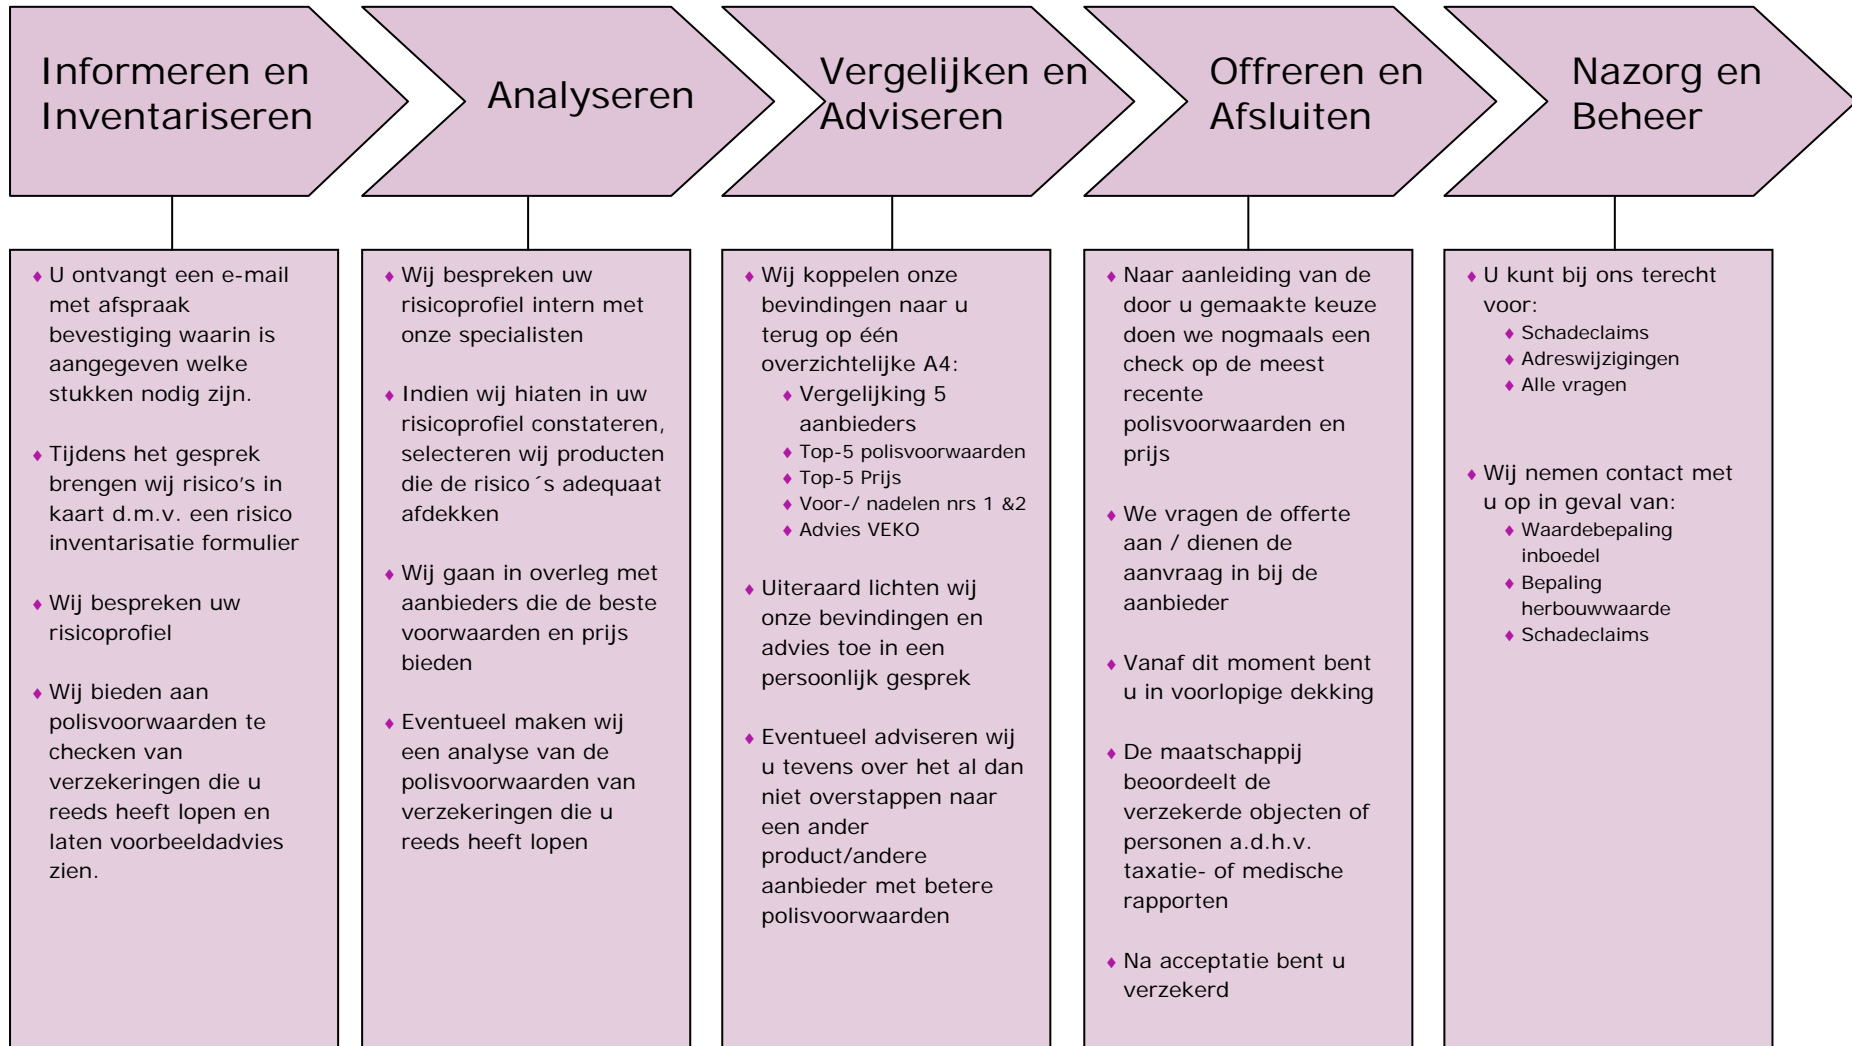 Informeren en
Inventariseren
Analyseren
Vergelijken en
Adviseren
Offreren en
Afsluiten
Nazorg en
Beheer
♦ U ontvangt een e-mail
met afspraak
bevestiging waarin is
aangegeven welke
stukken nodig zijn.
♦ Tijdens het gesprek
brengen wij risico's in
kaart d.m.v. een risico
inventarisatie formulier
♦ Wij bespreken uw
risicoprofiel
♦ Wij bieden aan
polisvoorwaarden te
checken van
verzekeringen die u
reeds heeft lopen en
laten voorbeeldadvies
zien.
♦ Wij bespreken uw
risicoprofiel intern met
onze specialisten
♦ Indien wij hiaten in uw
risicoprofiel constateren,
selecteren wij producten
die de risico´s adequaat
afdekken
♦ Wij gaan in overleg met
aanbieders die de beste
voorwaarden en prijs
bieden
♦ Eventueel maken wij
een analyse van de
polisvoorwaarden van
verzekeringen die u
reeds heeft lopen
♦ Wij koppelen onze
bevindingen naar u
terug op één
overzichtelijke A4:
♦ Vergelijking 5
aanbieders
♦ Top-5 polisvoorwaarden
♦ Top-5 Prijs
♦ Voor-/ nadelen nrs 1 &2
♦ Advies VEKO
♦ Uiteraard lichten wij
onze bevindingen en
advies toe in een
persoonlijk gesprek
♦ Eventueel adviseren wij
u tevens over het al dan
niet overstappen naar
een ander
product/andere
aanbieder met betere
polisvoorwaarden
♦ Naar aanleiding van de
door u gemaakte keuze
doen we nogmaals een
check op de meest
recente
polisvoorwaarden en
prijs
♦ We vragen de offerte
aan / dienen de
aanvraag in bij de
aanbieder
♦ Vanaf dit moment bent
u in voorlopige dekking
♦ De maatschappij
beoordeelt de
verzekerde objecten of
personen a.d.h.v.
taxatie- of medische
rapporten
♦ Na acceptatie bent u
verzekerd
♦ U kunt bij ons terecht
voor:
♦ Schadeclaims
♦ Adreswijzigingen
♦ Alle vragen
♦ Wij nemen contact met
u op in geval van:
♦ Waardebepaling
inboedel
♦ Bepaling
herbouwwaarde
♦ Schadeclaims